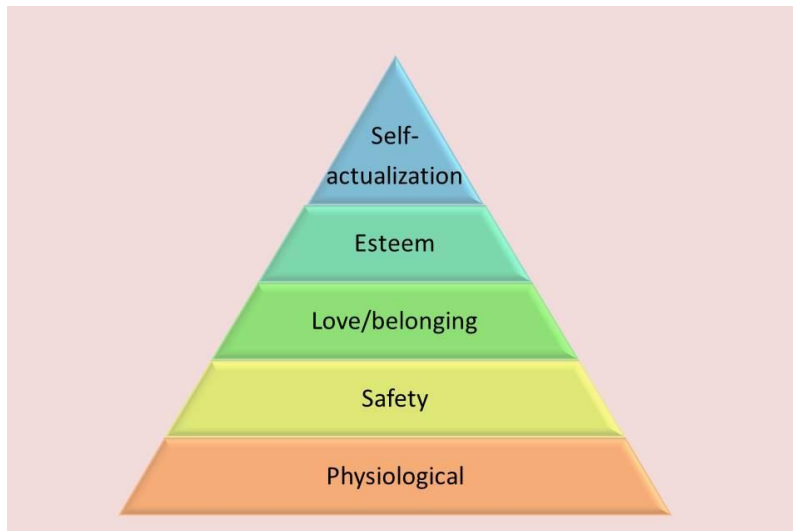 Self-
actualization
Esteem
Love/belonging
Safety
Physiological